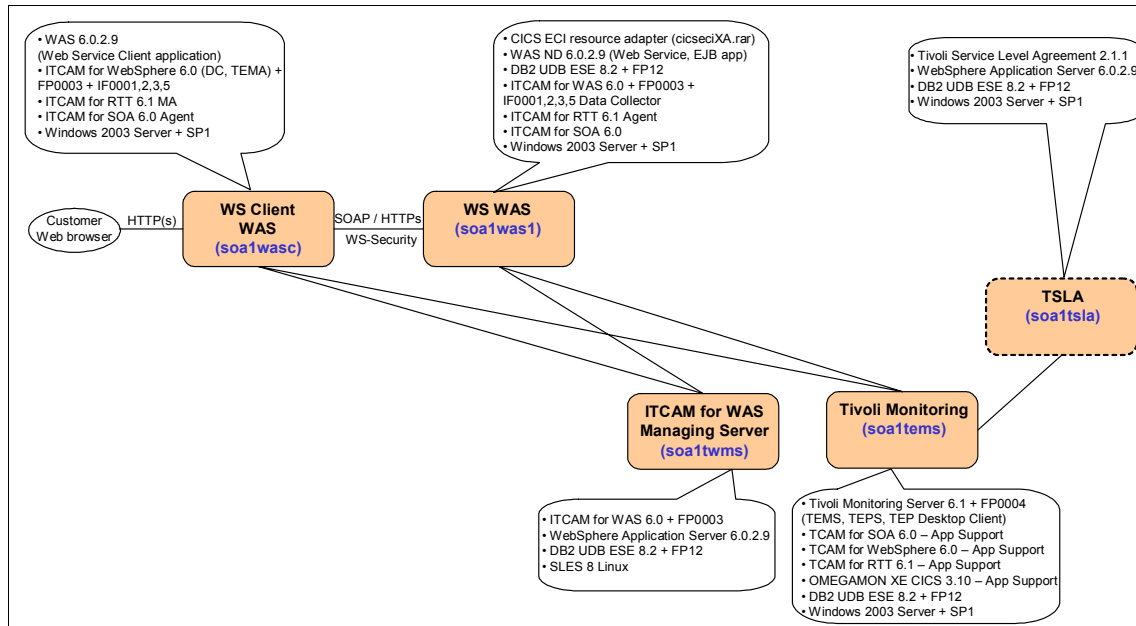 • WAS 6.0.2.9
(Web Service Client application)
• ITCAM for WebSphere 6.0 (DC, TEMA) +
FP0003 + IF0001,2,3,5
• ITCAM for RTT 6.1 MA
• ITCAM for SOA 6.0 Agent
• Windows 2003 Server + SP1
• CICS ECI resource adapter (cicseciXA.rar)
• WAS ND 6.0.2.9 (Web Service, EJB app)
• DB2 UDB ESE 8.2 + FP12
• ITCAM for WAS 6.0 + FP0003 +
IF0001,2,3,5 Data Collector
• ITCAM for RTT 6.1 Agent
• ITCAM for SOA 6.0
• Windows 2003 Server + SP1
• Tivoli Service Level Agreement 2.1.1
• WebSphere Application Server 6.0.2.9
• DB2 UDB ESE 8.2 + FP12
• Windows 2003 Server + SP1
Customer
Web browser
HTTP(s)
WS Client
WAS
(soa1wasc)
SOAP / HTTPs
WS-Security
WS WAS
(soa1was1)
TSLA
(soa1tsla)
ITCAM for WAS
Managing Server
(soa1twms)
Tivoli Monitoring
(soa1tems)
• ITCAM for WAS 6.0 + FP0003
• WebSphere Application Server 6.0.2.9
• DB2 UDB ESE 8.2 + FP12
• SLES 8 Linux
• Tivoli Monitoring Server 6.1 + FP0004
(TEMS, TEPS, TEP Desktop Client)
• TCAM for SOA 6.0 – App Support
• TCAM for WebSphere 6.0 – App Support
• TCAM for RTT 6.1 – App Support
• OMEGAMON XE CICS 3.10 – App Support
• DB2 UDB ESE 8.2 + FP12
• Windows 2003 Server + SP1